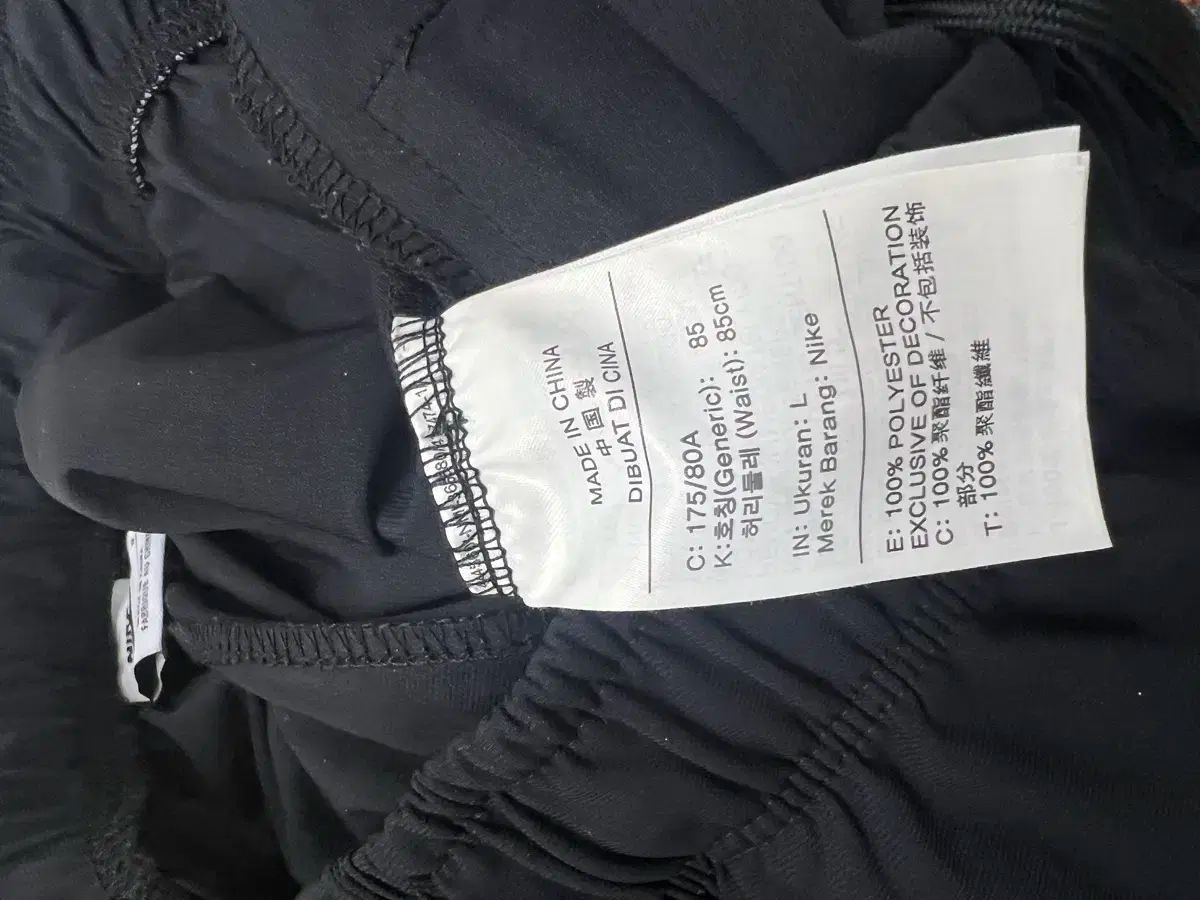 MADE IN CHINA
中 国 製
DIBUAT DI CINA
C: 175/80A
K:호칭(Generic): 85
허리둘레 (Waist): 85cm
IN: Ukuran: L
Merek Barang: Nike
E: 100% POLYESTER
EXCLUSIVE OF DECORATION
C: 100% 聚酯纤维 / 不包括装饰
部分
T: 100% 聚酯纖維